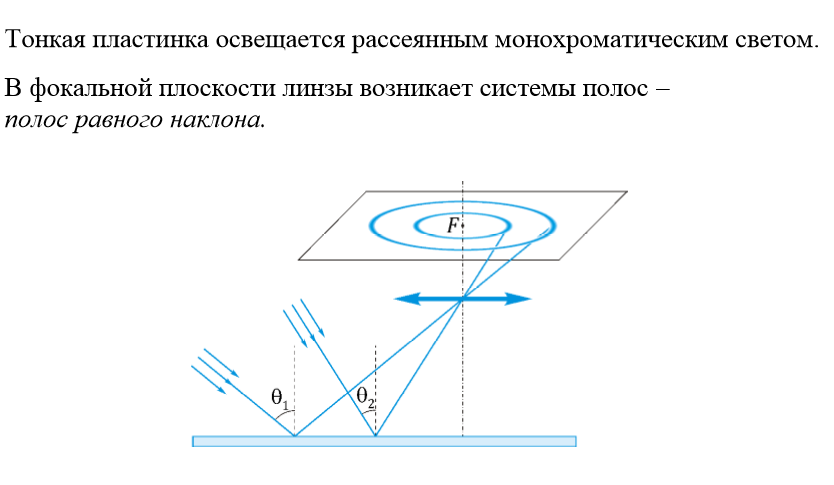 Тонкая пластинка освещается рассеянным монохроматическим светом.
В фокальной плоскости линзы возникает системы полос –
полос равного наклона.
F
θ1
θ2